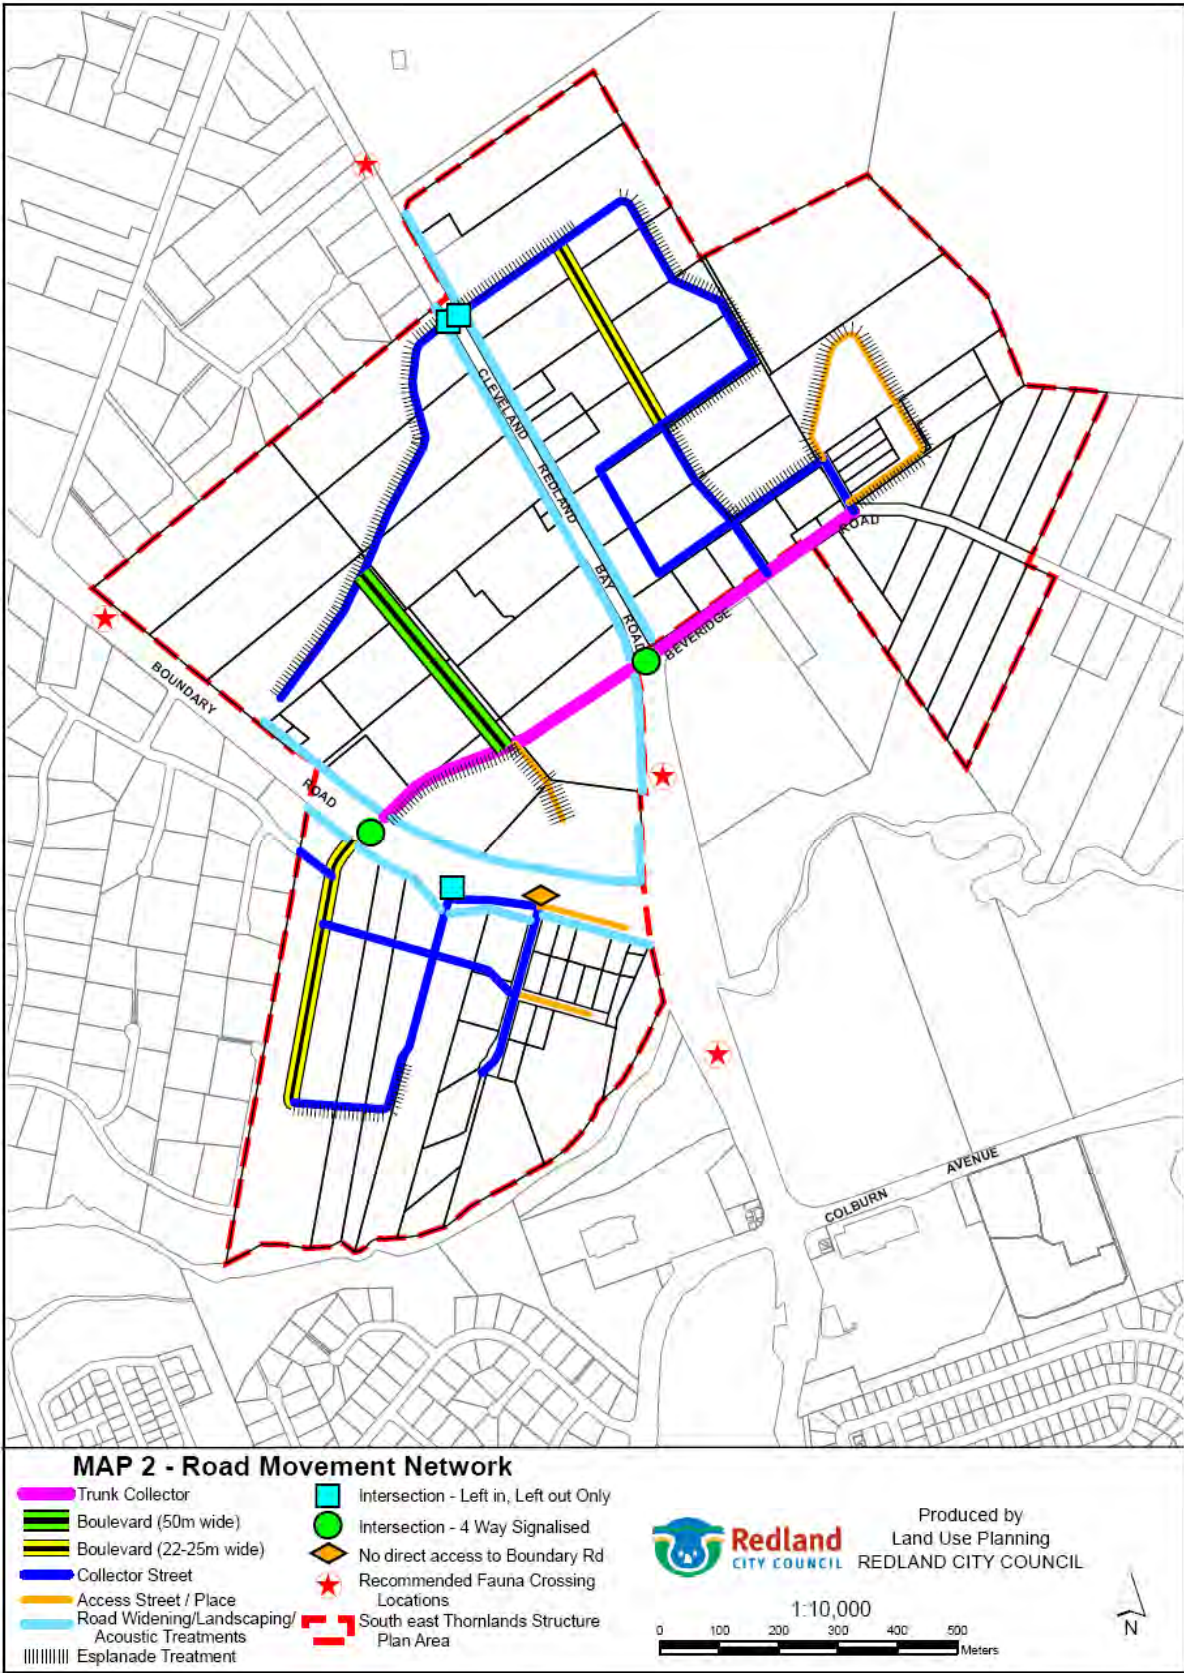 CLEVELAND
REDLAND
BAY
ROAD
ROAD
BEVERIDGE
BOUNDARY
ROAD
AVENUE
COLBURN
MAP 2 - Road Movement Network
Trunk Collector
Boulevard (50m wide)
Boulevard (22-25m wide)
Collector Street
Access Street / Place
Road Widening/Landscaping/
Acoustic Treatments
Esplanade Treatment
Intersection - Left in, Left out Only
Intersection - 4 Way Signalised
No direct access to Boundary Rd
Recommended Fauna Crossing
Locations
South east Thornlands Structure
Plan Area
Redland
CITY COUNCIL
Produced by
Land Use Planning
REDLAND CITY COUNCIL
1:10,000
0 100 200 300 400 500
Meters
N